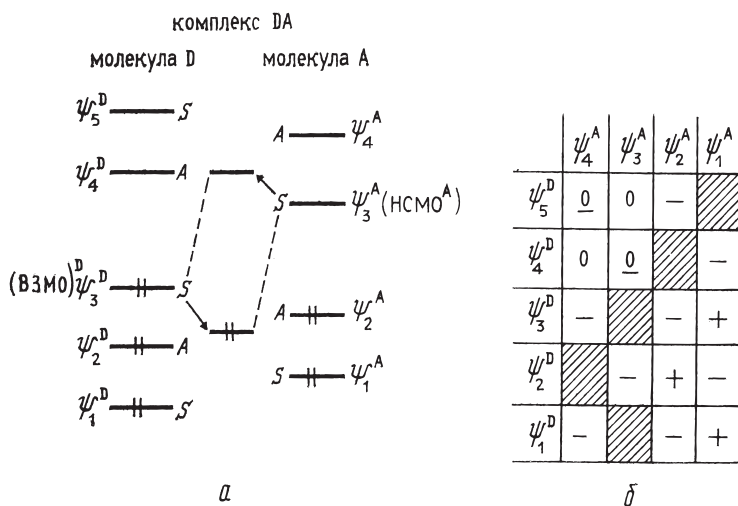 комплекс DA
молекула D молекула A
ψ₅ᴰ S
A ψ₄ᴬ
ψ₄ᴰ A
S ψ₃ᴬ (НСМОᴬ)
(ВЗМО)ᴰ ψ₃ᴰ S
A ψ₂ᴬ
ψ₂ᴰ A
S ψ₁ᴬ
ψ₁ᴰ S
а
ψ₄ᴬ ψ₃ᴬ ψ₂ᴬ ψ₁ᴬ
ψ₅ᴰ 0 0 −
ψ₄ᴰ 0 0 −
ψ₃ᴰ − − +
ψ₂ᴰ − + −
ψ₁ᴰ − − +
б